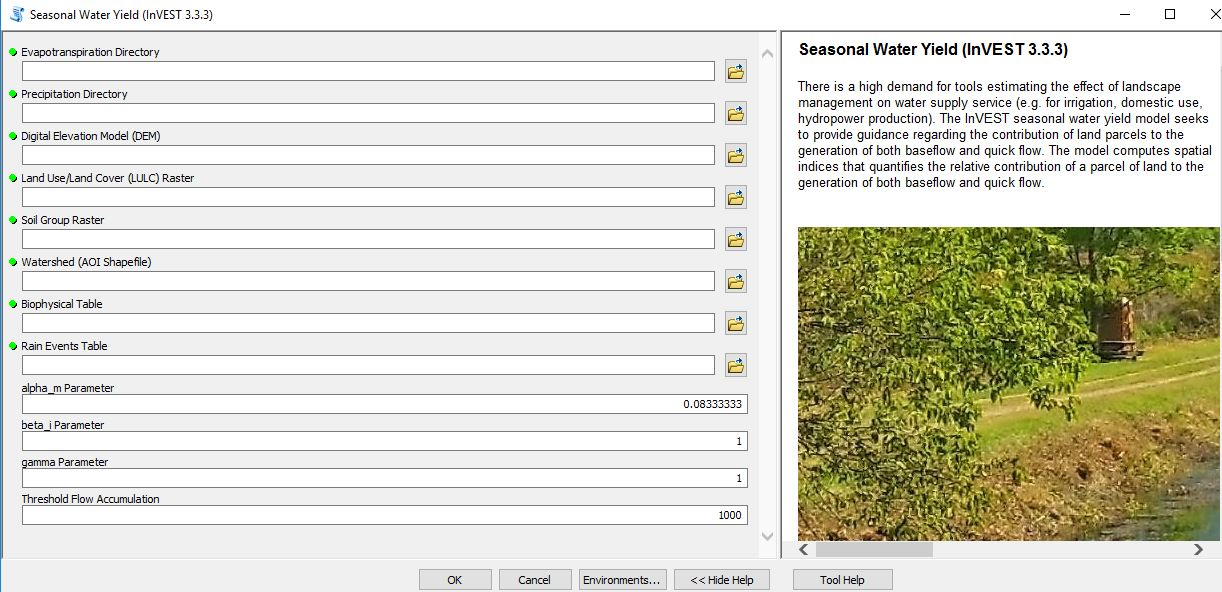 Seasonal Water Yield (InVEST 3.3.3)
Evapotranspiration Directory
Precipitation Directory
Digital Elevation Model (DEM)
Land Use/Land Cover (LULC) Raster
Soil Group Raster
Watershed (AOI Shapefile)
Biophysical Table
Rain Events Table
alpha_m Parameter
0.08333333
beta_i Parameter
1
gamma Parameter
1
Threshold Flow Accumulation
1000
Seasonal Water Yield (InVEST 3.3.3)
There is a high demand for tools estimating the effect of landscape
management on water supply service (e.g. for irrigation, domestic use,
hydropower production). The InVEST seasonal water yield model seeks
to provide guidance regarding the contribution of land parcels to the
generation of both baseflow and quick flow. The model computes spatial
indices that quantifies the relative contribution of a parcel of land to the
generation of both baseflow and quick flow.
OK Cancel Environments... << Hide Help Tool Help